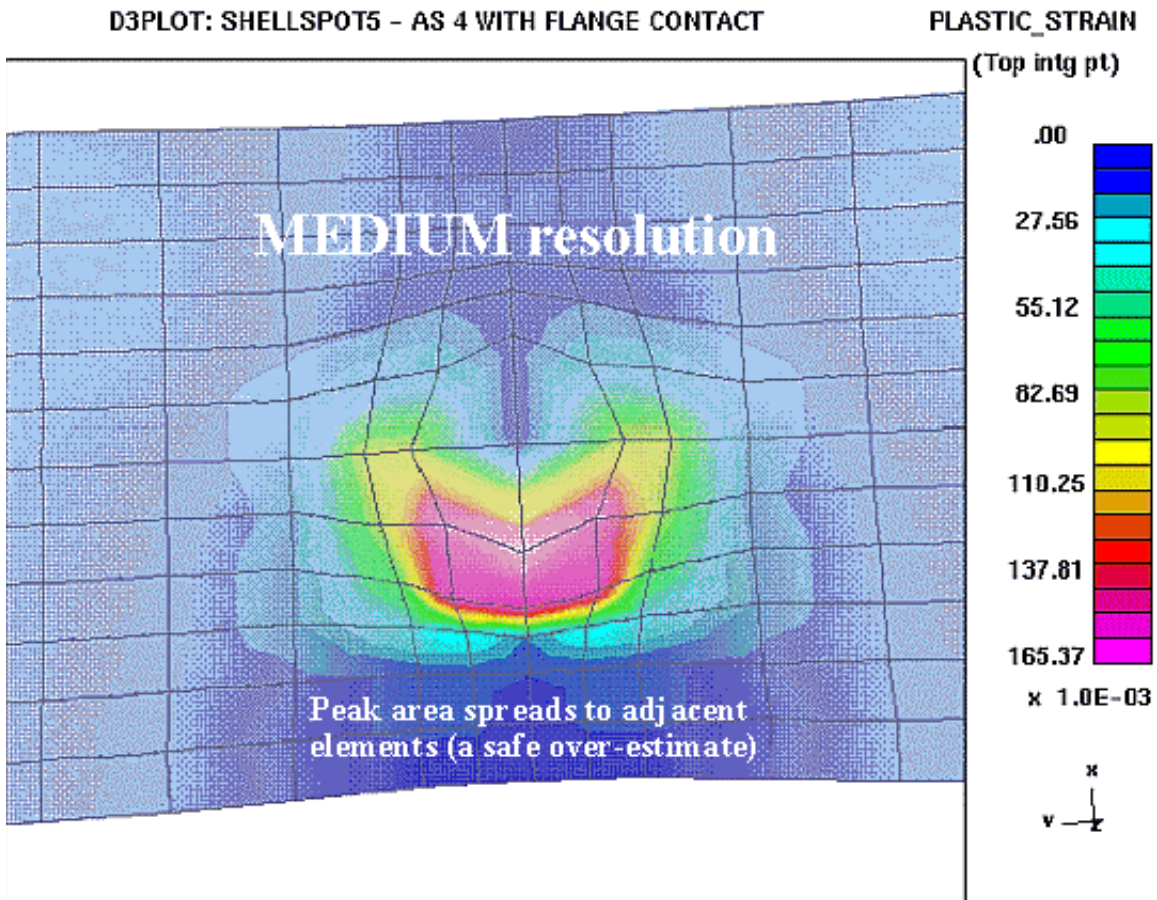 D3PLOT: SHELLSPOT5 - AS 4 WITH FLANGE CONTACT
PLASTIC_STRAIN
(Top intg pt)
.00
27.56
55.12
82.69
110.25
137.81
165.37
x 1.0E-03
MEDIUM resolution
Peak area spreads to adjacent
elements (a safe over-estimate)
X
Y
Z